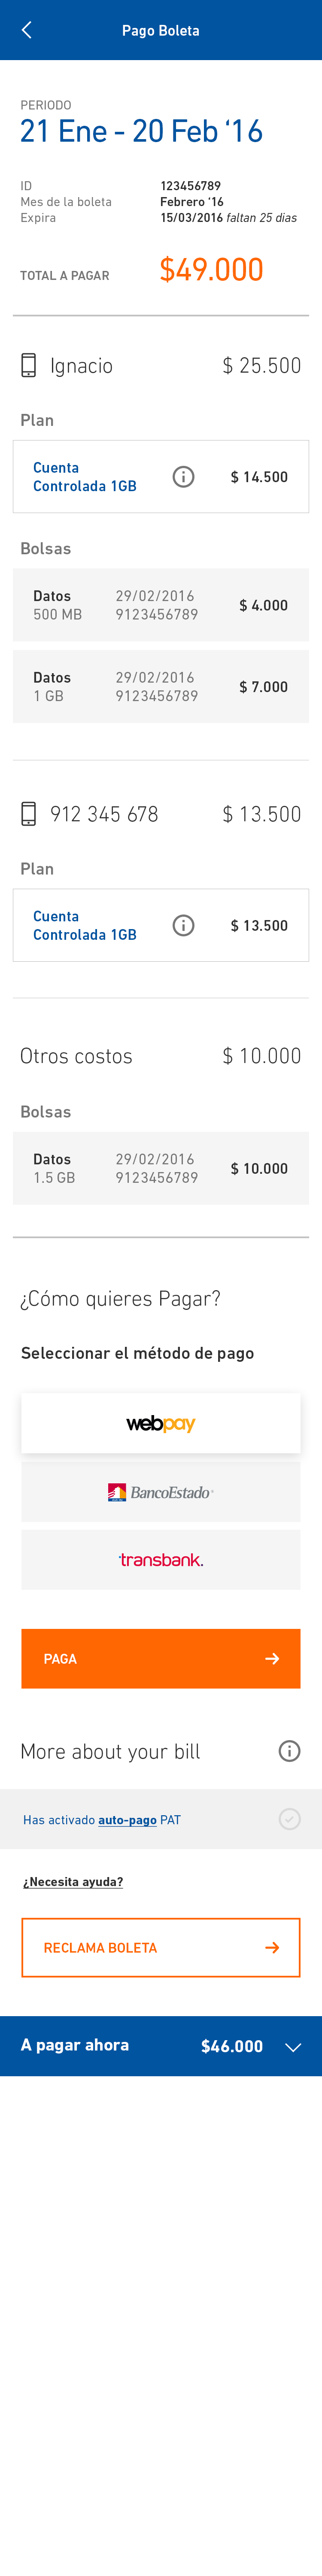 Pago Boleta
PERIODO
21 Ene - 20 Feb ‘16
ID 123456789
Mes de la boleta Febrero ‘16
Expira 15/03/2016 faltan 25 dias
TOTAL A PAGAR $49.000
Ignacio $ 25.500
Plan
Cuenta
Controlada 1GB $ 14.500
Bolsas
Datos 29/02/2016
500 MB 9123456789 $ 4.000
Datos 29/02/2016
1 GB 9123456789 $ 7.000
912 345 678 $ 13.500
Plan
Cuenta
Controlada 1GB $ 13.500
Otros costos $ 10.000
Bolsas
Datos 29/02/2016
1.5 GB 9123456789 $ 10.000
¿Cómo quieres Pagar?
Seleccionar el método de pago
webpay
BancoEstado
transbank.
PAGA
More about your bill
Has activado auto-pago PAT
¿Necesita ayuda?
RECLAMA BOLETA
A pagar ahora $46.000